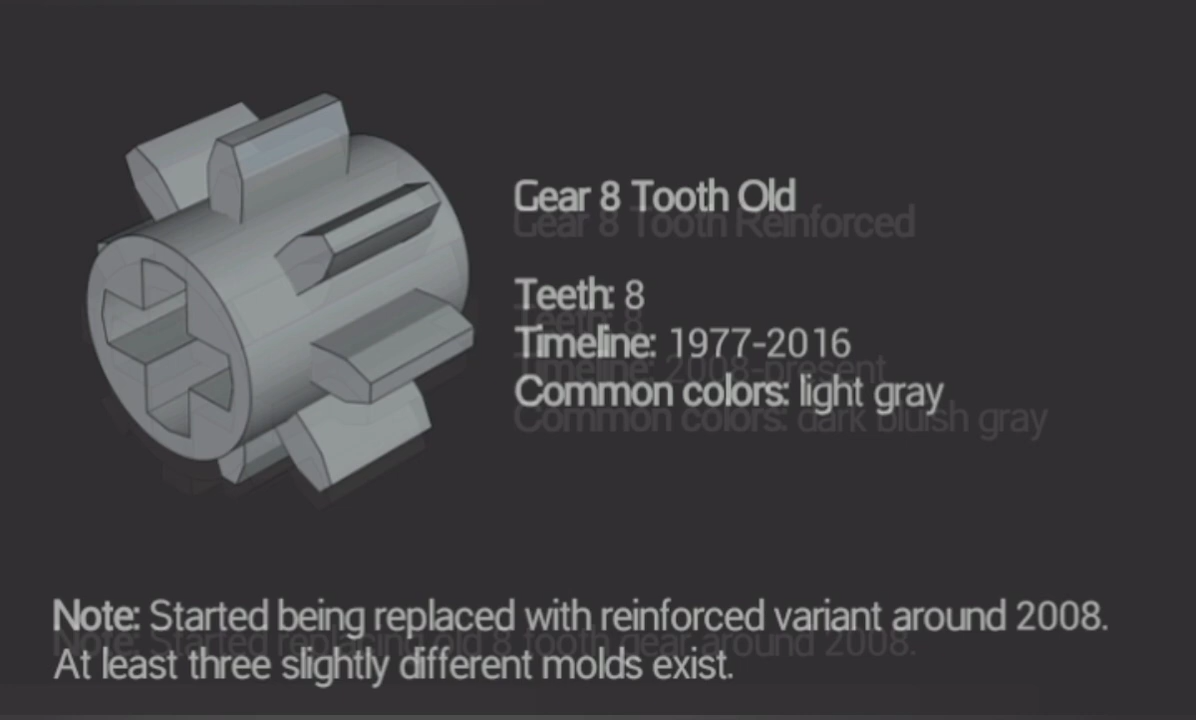 Gear 8 Tooth Old
Gear 8 Tooth Reinforced
Teeth: 8
Teeth: 8
Timeline: 1977-2016
Timeline: 2008-present
Common colors: light gray
Common colors: dark bluish gray
Note: Started being replaced with reinforced variant around 2008.
Note: Started replacing old 8 tooth gear around 2008.
At least three slightly different molds exist.